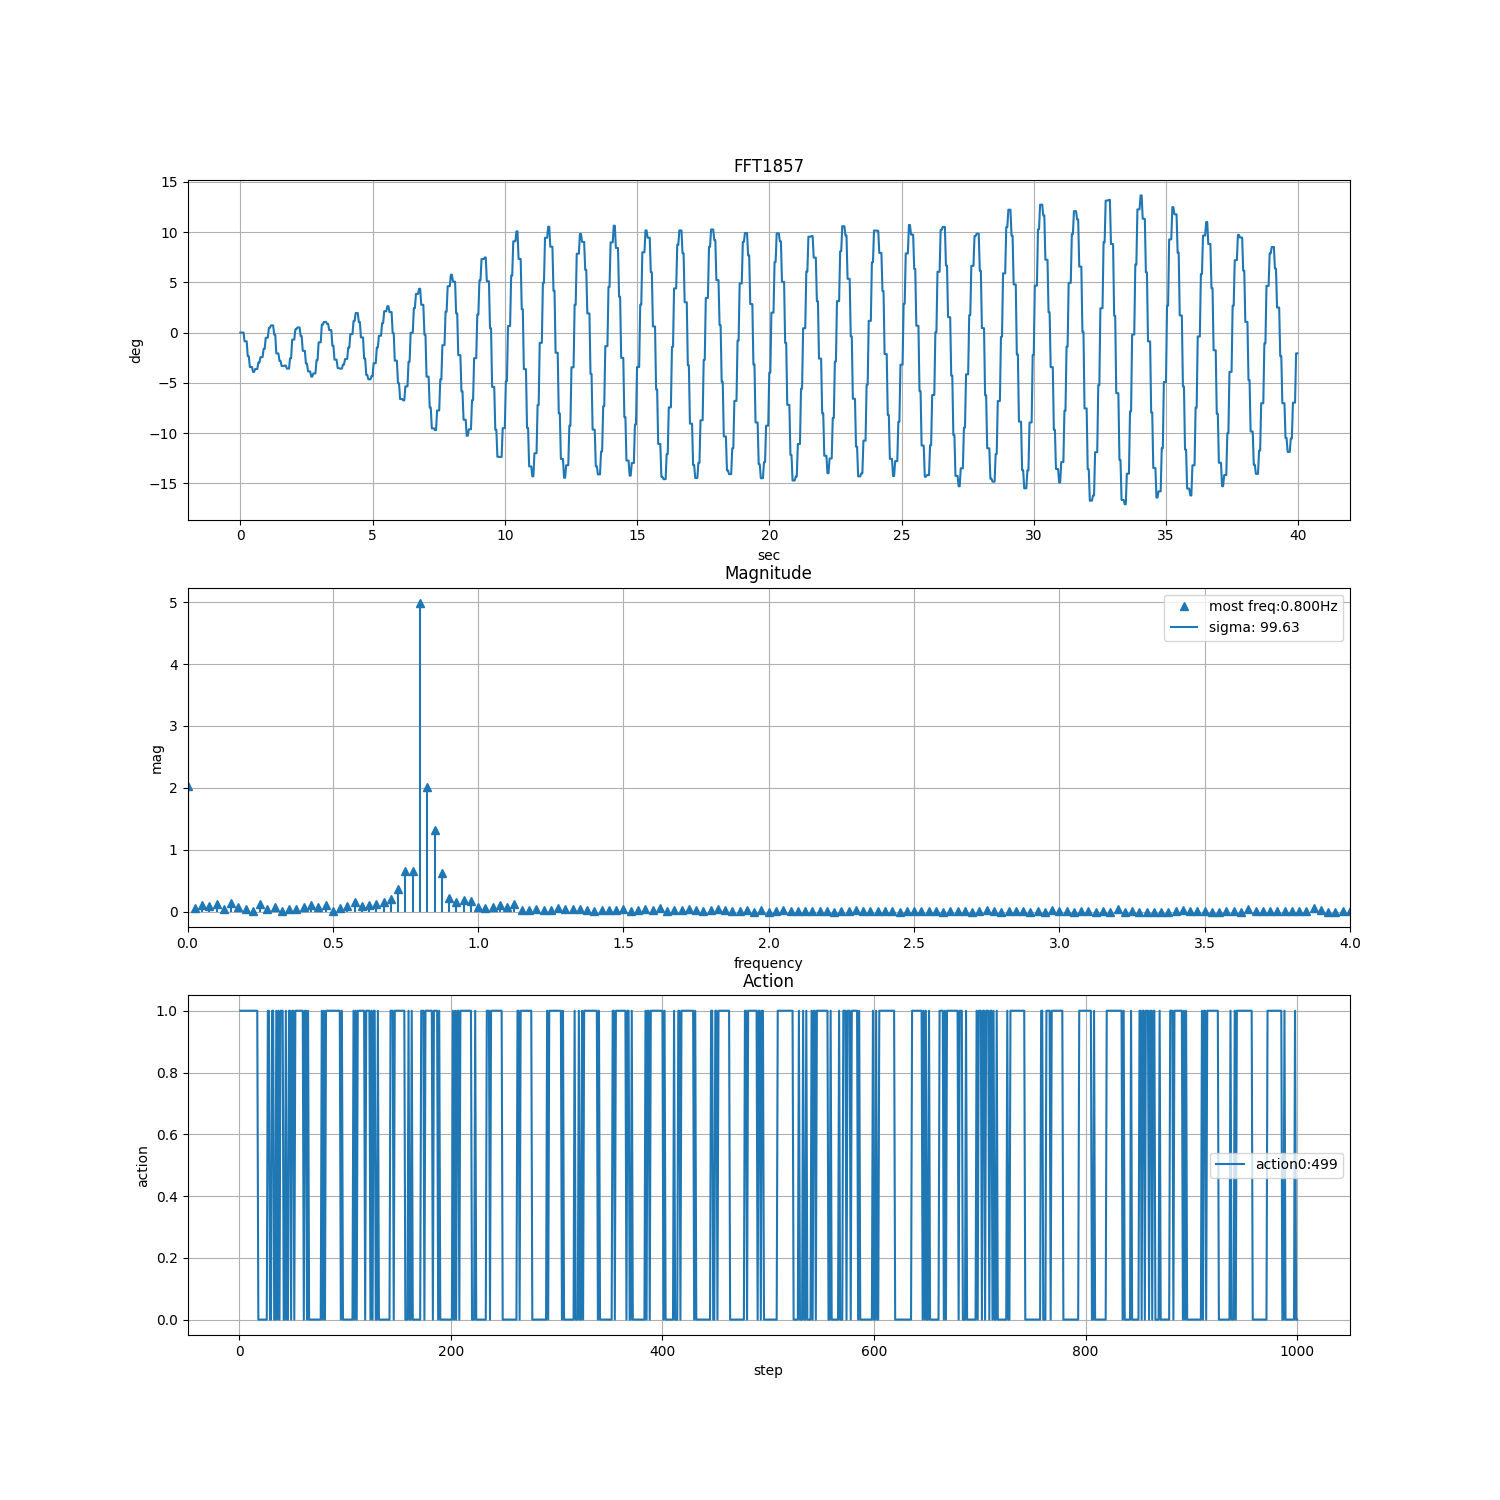 FFT1857
15
10
5
0
−5
−10
−15
deg
0 5 10 15 20 25 30 35 40
sec
Magnitude
5
4
3
2
1
0
mag
most freq:0.800Hz
sigma: 99.63
0.0 0.5 1.0 1.5 2.0 2.5 3.0 3.5 4.0
frequency
Action
1.0
0.8
0.6
0.4
0.2
0.0
action
action0:499
0 200 400 600 800 1000
step